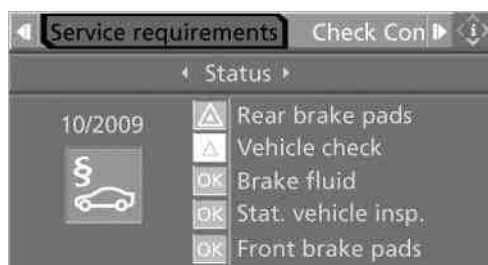 Service requirements Check Con i
Status
10/2009
Rear brake pads
Vehicle check
§
OK Brake fluid
OK Stat. vehicle insp.
OK Front brake pads